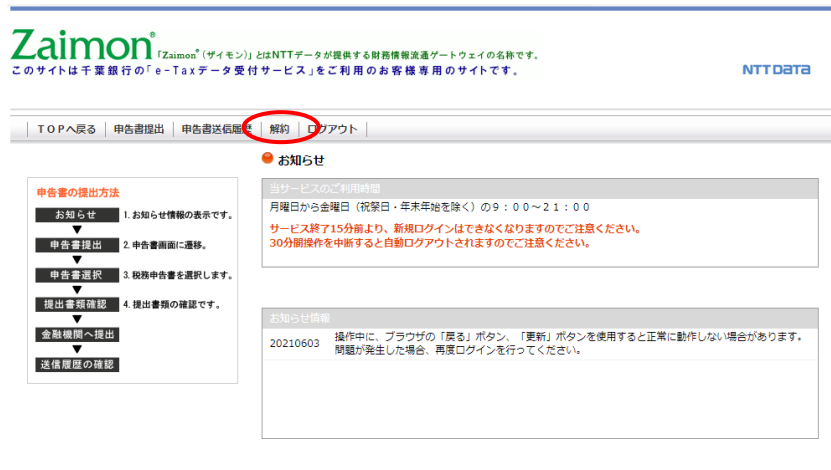 Zaimon® 「Zaimon®(ザイモン)」とはNTTデータが提供する財務情報流通ゲートウェイの名称です。
このサイトは千葉銀行の「e-Taxデータ受付サービス」をご利用のお客様専用のサイトです。
NTT DATA
TOPへ戻る 申告書提出 申告書送信履歴 解約 ログアウト
お知らせ
申告書の提出方法
お知らせ 1.お知らせ情報の表示です。
▼
申告書提出 2.申告書画面に遷移。
▼
申告書選択 3.税務申告書を選択します。
▼
提出書類確認 4.提出書類の確認です。
▼
金融機関へ提出
▼
送信履歴の確認
当サービスのご利用時間
月曜日から金曜日(祝祭日・年末年始を除く)の9:00~21:00
サービス終了15分前より、新規ログインはできなくなりますのでご注意ください。
30分間操作を中断すると自動ログアウトされますのでご注意ください。
お知らせ情報
20210603 操作中に、ブラウザの「戻る」ボタン、「更新」ボタンを使用すると正常に動作しない場合があります。
問題が発生した場合、再度ログインを行ってください。